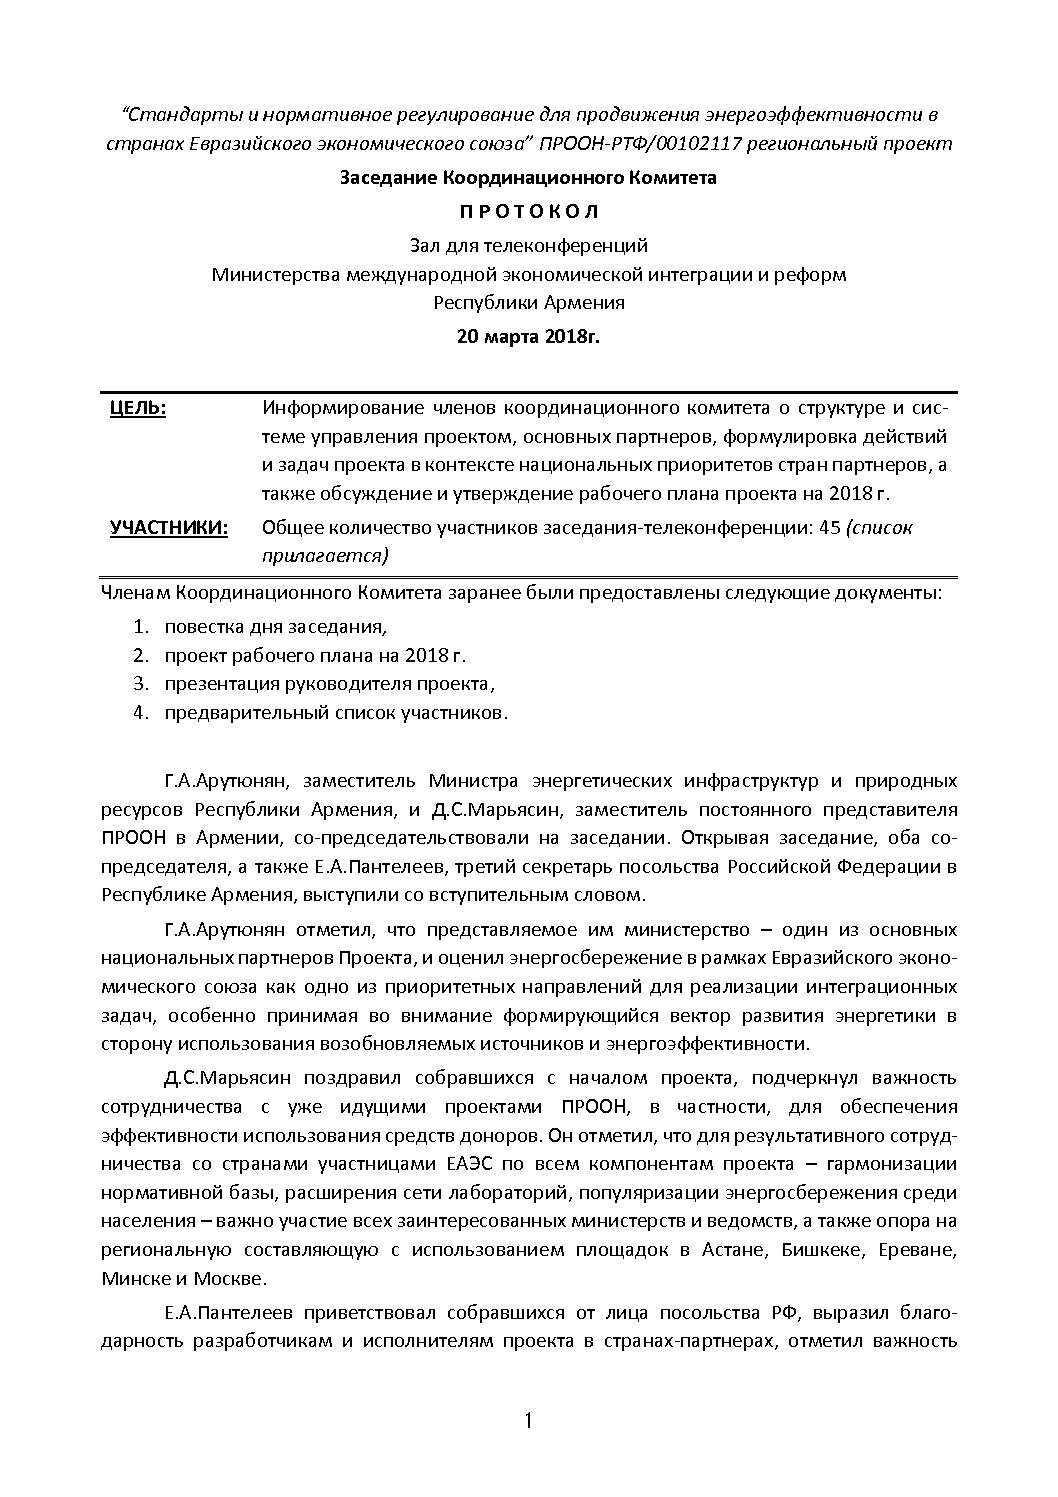 “Стандарты и нормативное регулирование для продвижения энергоэффективности в
странах Евразийского экономического союза” ПРООН-РТФ/00102117 региональный проект
Заседание Координационного Комитета
П Р О Т О К О Л
Зал для телеконференций
Министерства международной экономической интеграции и реформ
Республики Армения
20 марта 2018г.
ЦЕЛЬ: Информирование членов координационного комитета о структуре и сис-
теме управления проектом, основных партнеров, формулировка действий
и задач проекта в контексте национальных приоритетов стран партнеров, а
также обсуждение и утверждение рабочего плана проекта на 2018 г.
УЧАСТНИКИ: Общее количество участников заседания-телеконференции: 45 (список
прилагается)
Членам Координационного Комитета заранее были предоставлены следующие документы:
1. повестка дня заседания,
2. проект рабочего плана на 2018 г.
3. презентация руководителя проекта,
4. предварительный список участников.
Г.А.Арутюнян, заместитель Министра энергетических инфраструктур и природных
ресурсов Республики Армения, и Д.С.Марьясин, заместитель постоянного представителя
ПРООН в Армении, со-председательствовали на заседании. Открывая заседание, оба со-
председателя, а также Е.А.Пантелеев, третий секретарь посольства Российской Федерации в
Республике Армения, выступили со вступительным словом.
Г.А.Арутюнян отметил, что представляемое им министерство – один из основных
национальных партнеров Проекта, и оценил энергосбережение в рамках Евразийского эконо-
мического союза как одно из приоритетных направлений для реализации интеграционных
задач, особенно принимая во внимание формирующийся вектор развития энергетики в
сторону использования возобновляемых источников и энергоэффективности.
Д.С.Марьясин поздравил собравшихся с началом проекта, подчеркнул важность
сотрудничества с уже идущими проектами ПРООН, в частности, для обеспечения
эффективности использования средств доноров. Он отметил, что для результативного сотруд-
ничества со странами участницами ЕАЭС по всем компонентам проекта – гармонизации
нормативной базы, расширения сети лабораторий, популяризации энергосбережения среди
населения – важно участие всех заинтересованных министерств и ведомств, а также опора на
региональную составляющую с использованием площадок в Астане, Бишкеке, Ереване,
Минске и Москве.
Е.А.Пантелеев приветствовал собравшихся от лица посольства РФ, выразил благо-
дарность разработчикам и исполнителям проекта в странах-партнерах, отметил важность
1